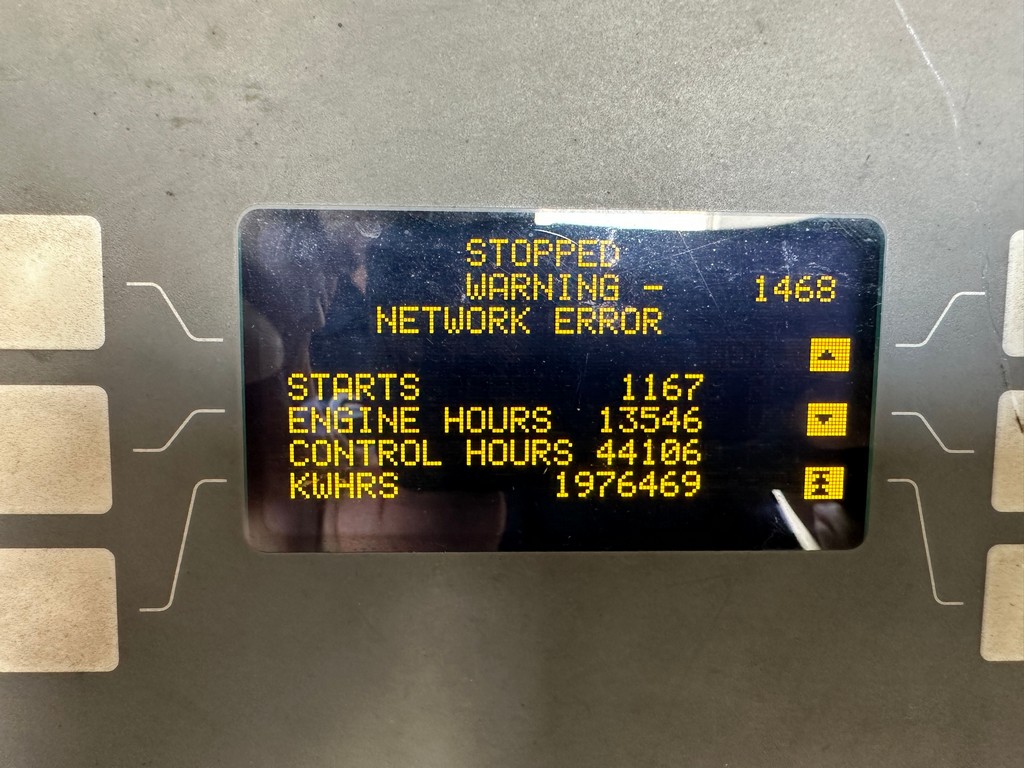 STOPPED
WARNING - 1468
NETWORK ERROR
STARTS 1167
ENGINE HOURS 13546
CONTROL HOURS 44106
KWHRS 1976469